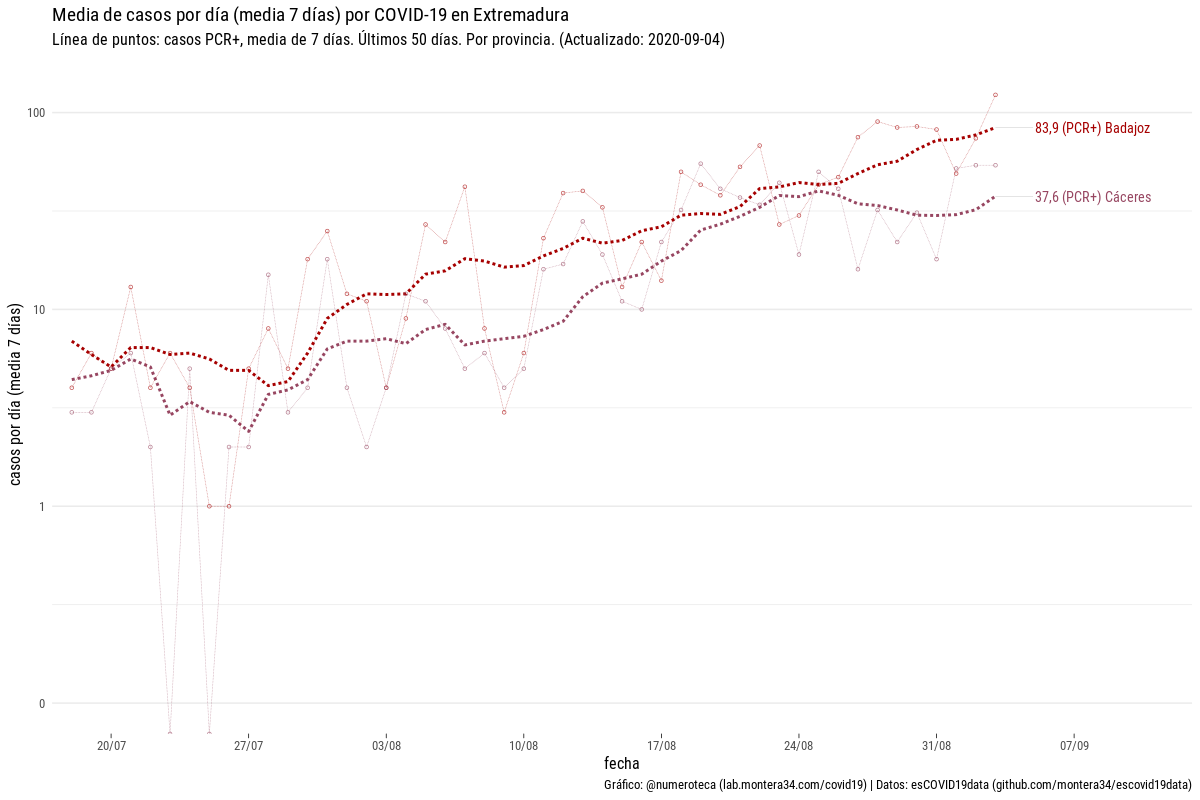 Media de casos por día (media 7 días) por COVID-19 en Extremadura
Línea de puntos: casos PCR+, media de 7 días. Últimos 50 días. Por provincia. (Actualizado: 2020-09-04)
casos por día (media 7 días)
100
10
1
0
83,9 (PCR+) Badajoz
37,6 (PCR+) Cáceres
20/07
27/07
03/08
10/08
17/08
24/08
31/08
07/09
fecha
Gráfico: @numeroteca (lab.montera34.com/covid19) | Datos: esCOVID19data (github.com/montera34/escovid19data)